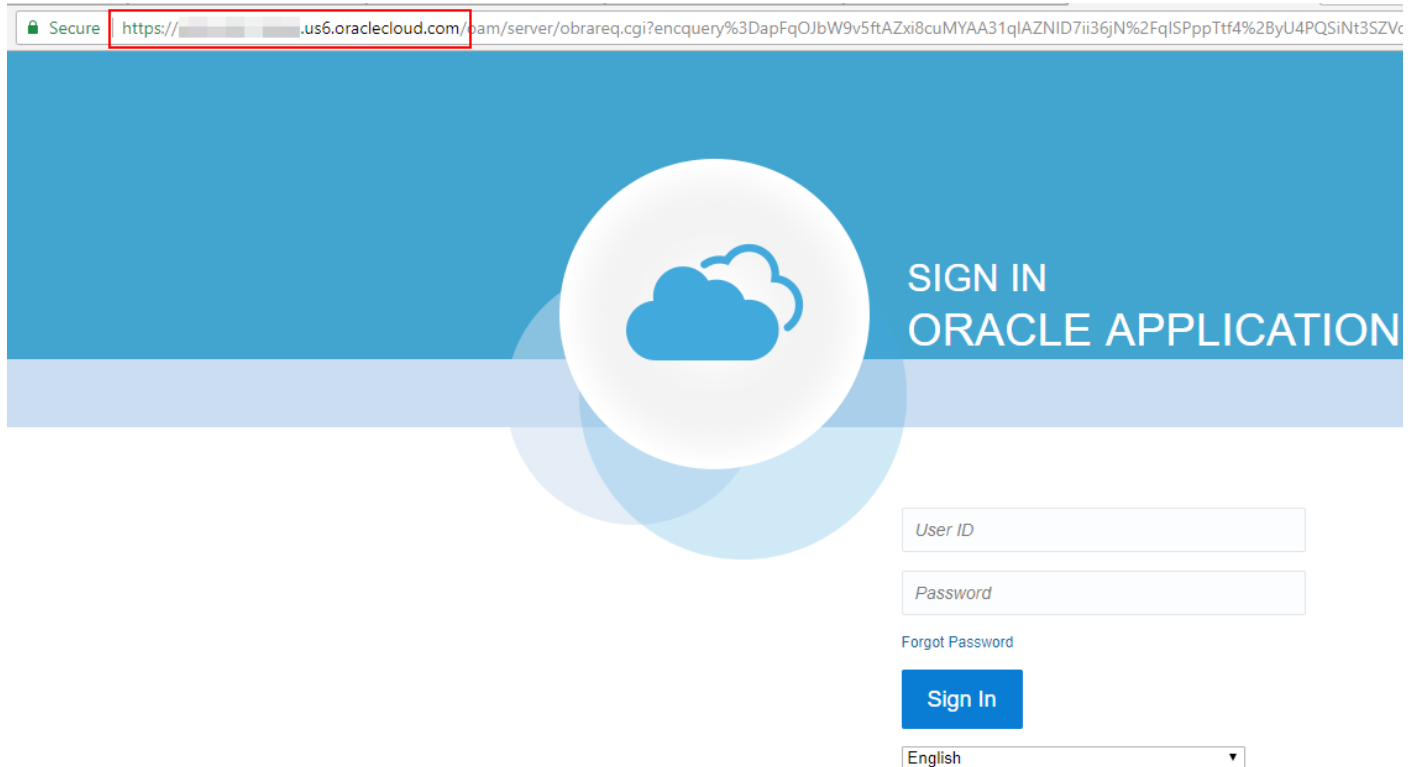 Secure https:// .us6.oraclecloud.com/oam/server/obrareq.cgi?encquery%3DapFqOJbW9v5ftAZxi8cuMYAA31qIAZNID7ii36jN%2FqISPppTtf4%2ByU4PQSiNt3SZVc
SIGN IN
ORACLE APPLICATION
User ID
Password
Forgot Password
Sign In
English